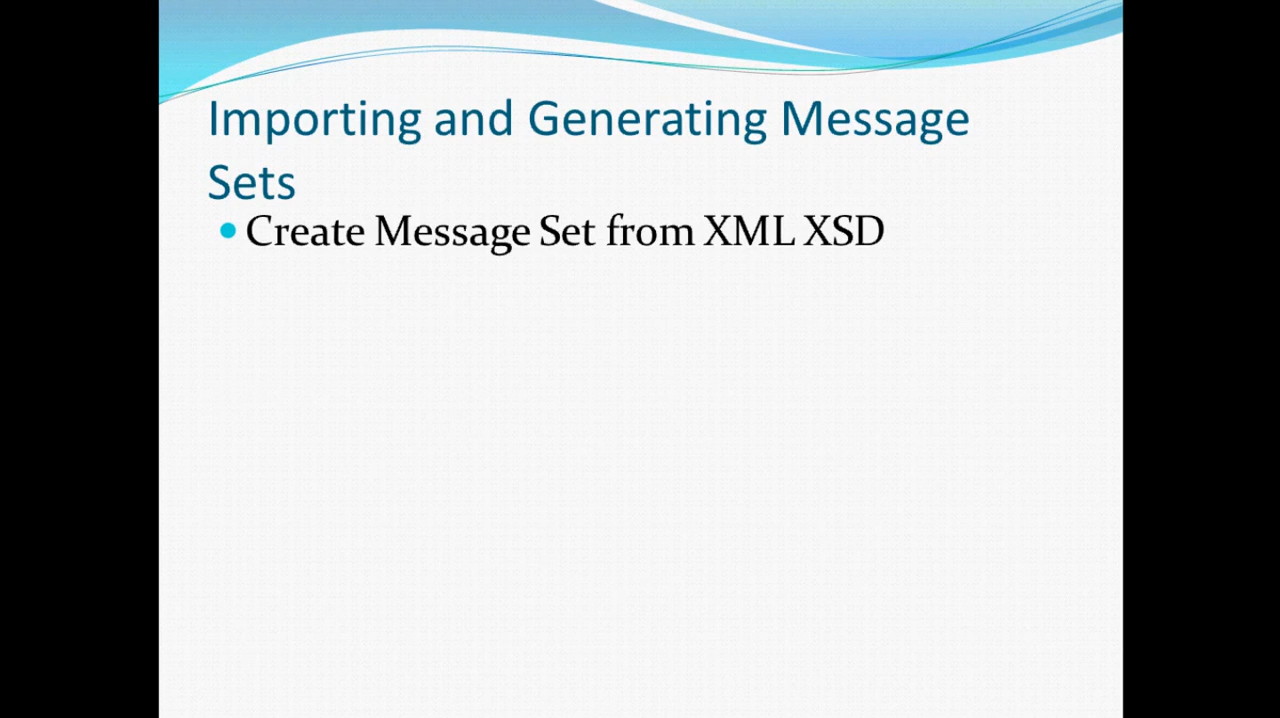 Importing and Generating Message
Sets
• Create Message Set from XML XSD